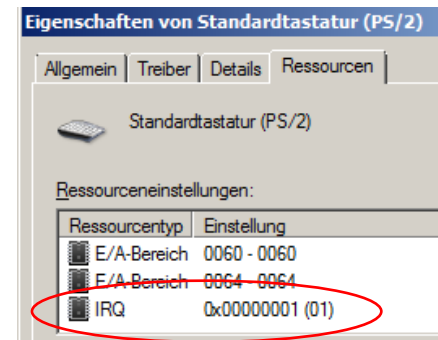 Eigenschaften von Standardtastatur (PS/2)
Allgemein Treiber Details Ressourcen
Standardtastatur (PS/2)
Ressourceneinstellungen:
Ressourcentyp Einstellung
E/A-Bereich 0060 - 0060
E/A-Bereich 0064 - 0064
IRQ 0x00000001 (01)